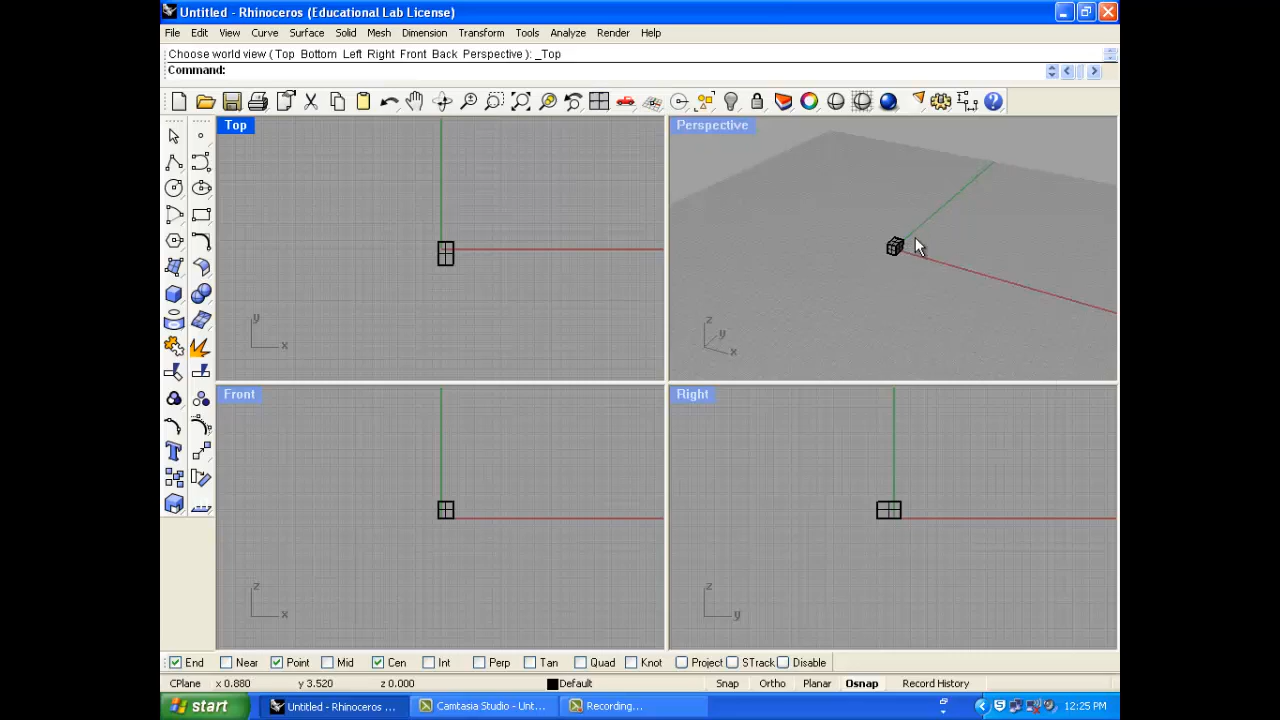 Untitled - Rhinoceros (Educational Lab License)
File Edit View Curve Surface Solid Mesh Dimension Transform Tools Analyze Render Help
Choose world view ( Top Bottom Left Right Front Back Perspective ): _Top
Command:
Top
Perspective
y
x
z
y
x
Front
Right
z
x
z
y
End Near Point Mid Cen Int Perp Tan Quad Knot Project STrack Disable
CPlane x 0.880 y 3.520 z 0.000 Default Snap Ortho Planar Osnap Record History
start Untitled - Rhinoceros ... Camtasia Studio - Unt... Recording... 12:25 PM